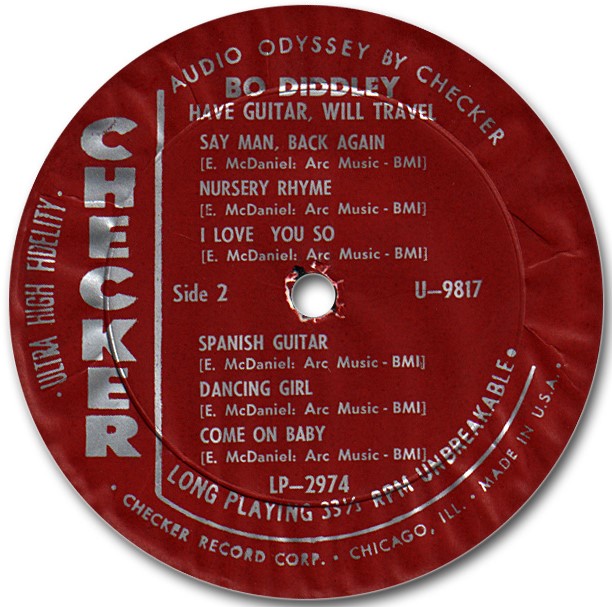 AUDIO ODYSSEY BY CHECKER
BO DIDDLEY
HAVE GUITAR, WILL TRAVEL
SAY MAN, BACK AGAIN
[E. McDaniel: Arc Music - BMI]
NURSERY RHYME
[E. McDaniel: Arc Music - BMI]
I LOVE YOU SO
[E. McDaniel: Arc Music - BMI]
Side 2
U-9817
SPANISH GUITAR
[E. McDaniel: Arc Music - BMI]
DANCING GIRL
[E. McDaniel: Arc Music - BMI]
COME ON BABY
[E. McDaniel: Arc Music - BMI]
LP-2974
LONG PLAYING 33⅓ RPM UNBREAKABLE•
CHECKER
• ULTRA HIGH FIDELITY •
• CHECKER RECORD CORP. • CHICAGO, ILL. • MADE IN U.S.A. •